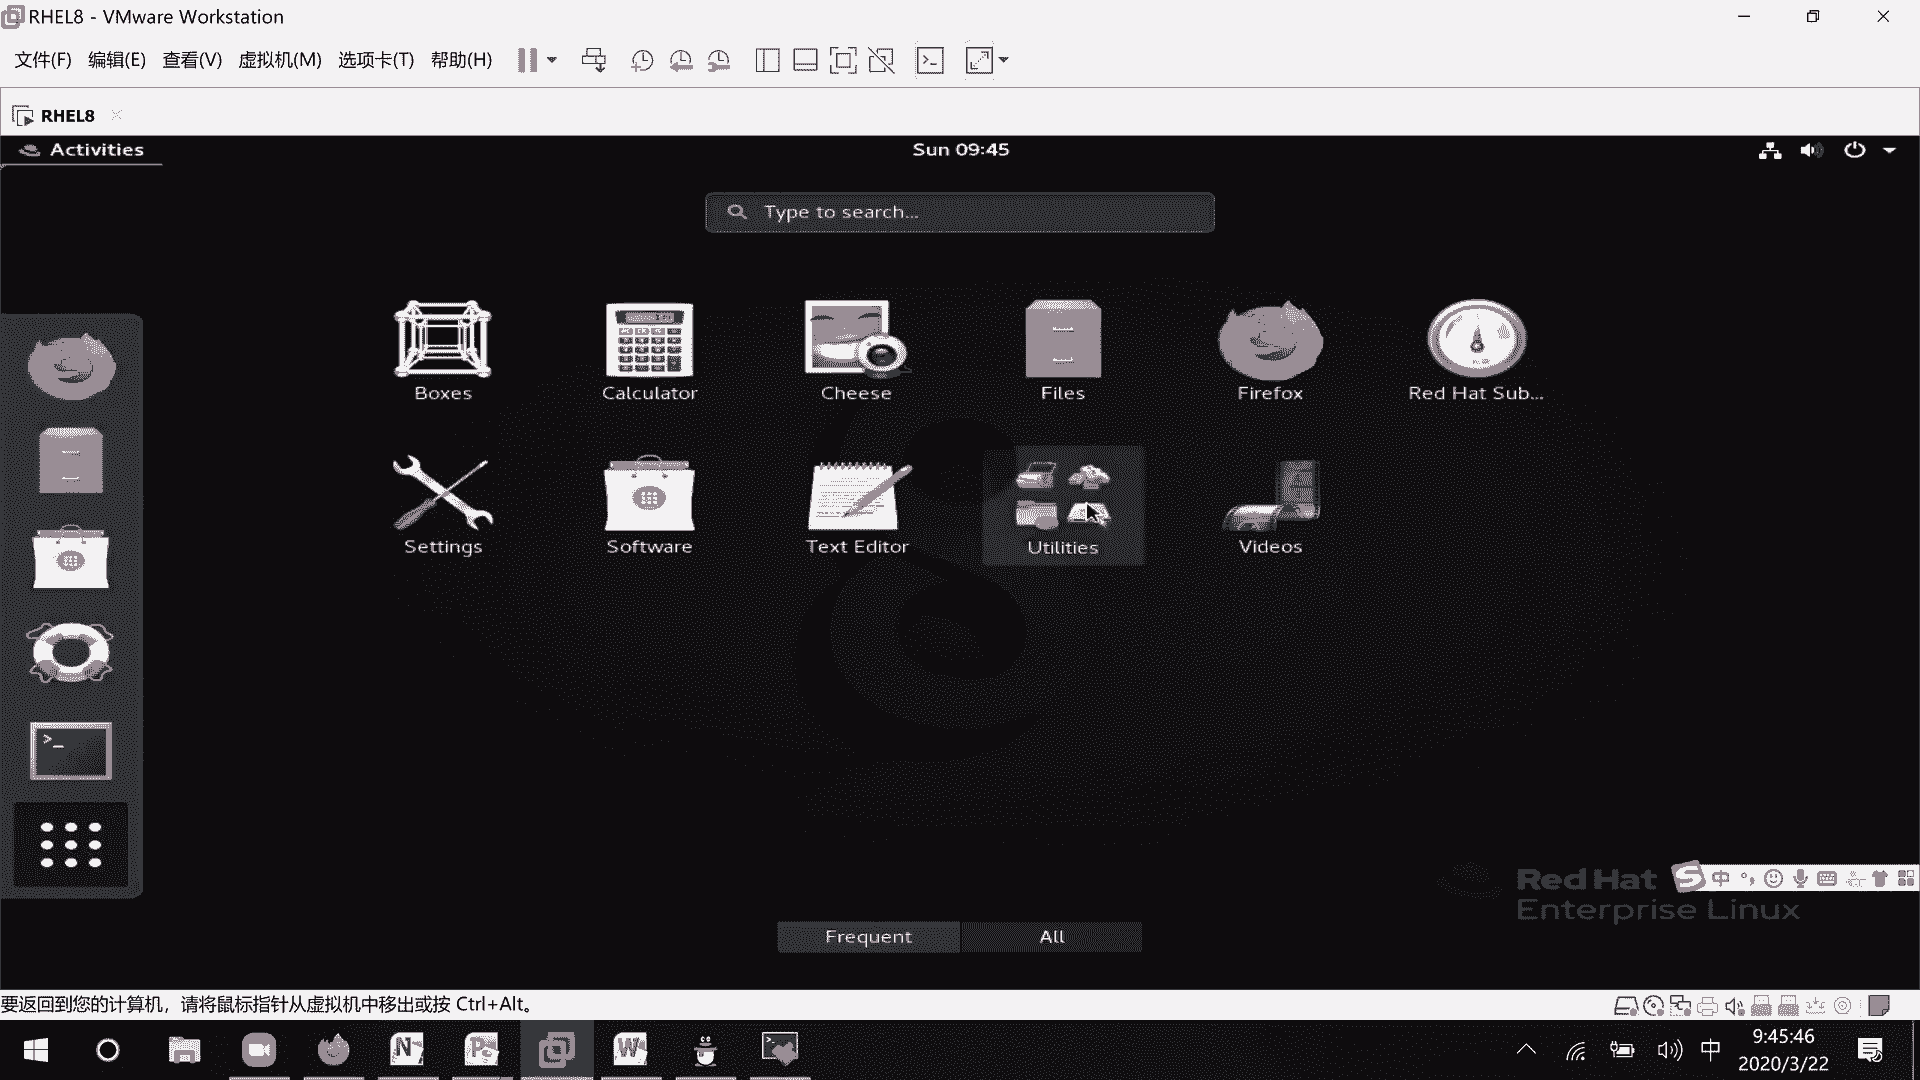 RHEL8 - VMware Workstation
文件(F) 编辑(E) 查看(V) 虚拟机(M) 选项卡(T) 帮助(H)
RHEL8
Activities
Sun 09:45
Type to search...
Boxes
Calculator
Cheese
Files
Firefox
Red Hat Sub...
Settings
Software
Text Editor
Utilities
Videos
Red Hat
Enterprise Linux
中
Frequent
All
要返回到您的计算机，请将鼠标指针从虚拟机中移出或按 Ctrl+Alt。
中
9:45:46
2020/3/22